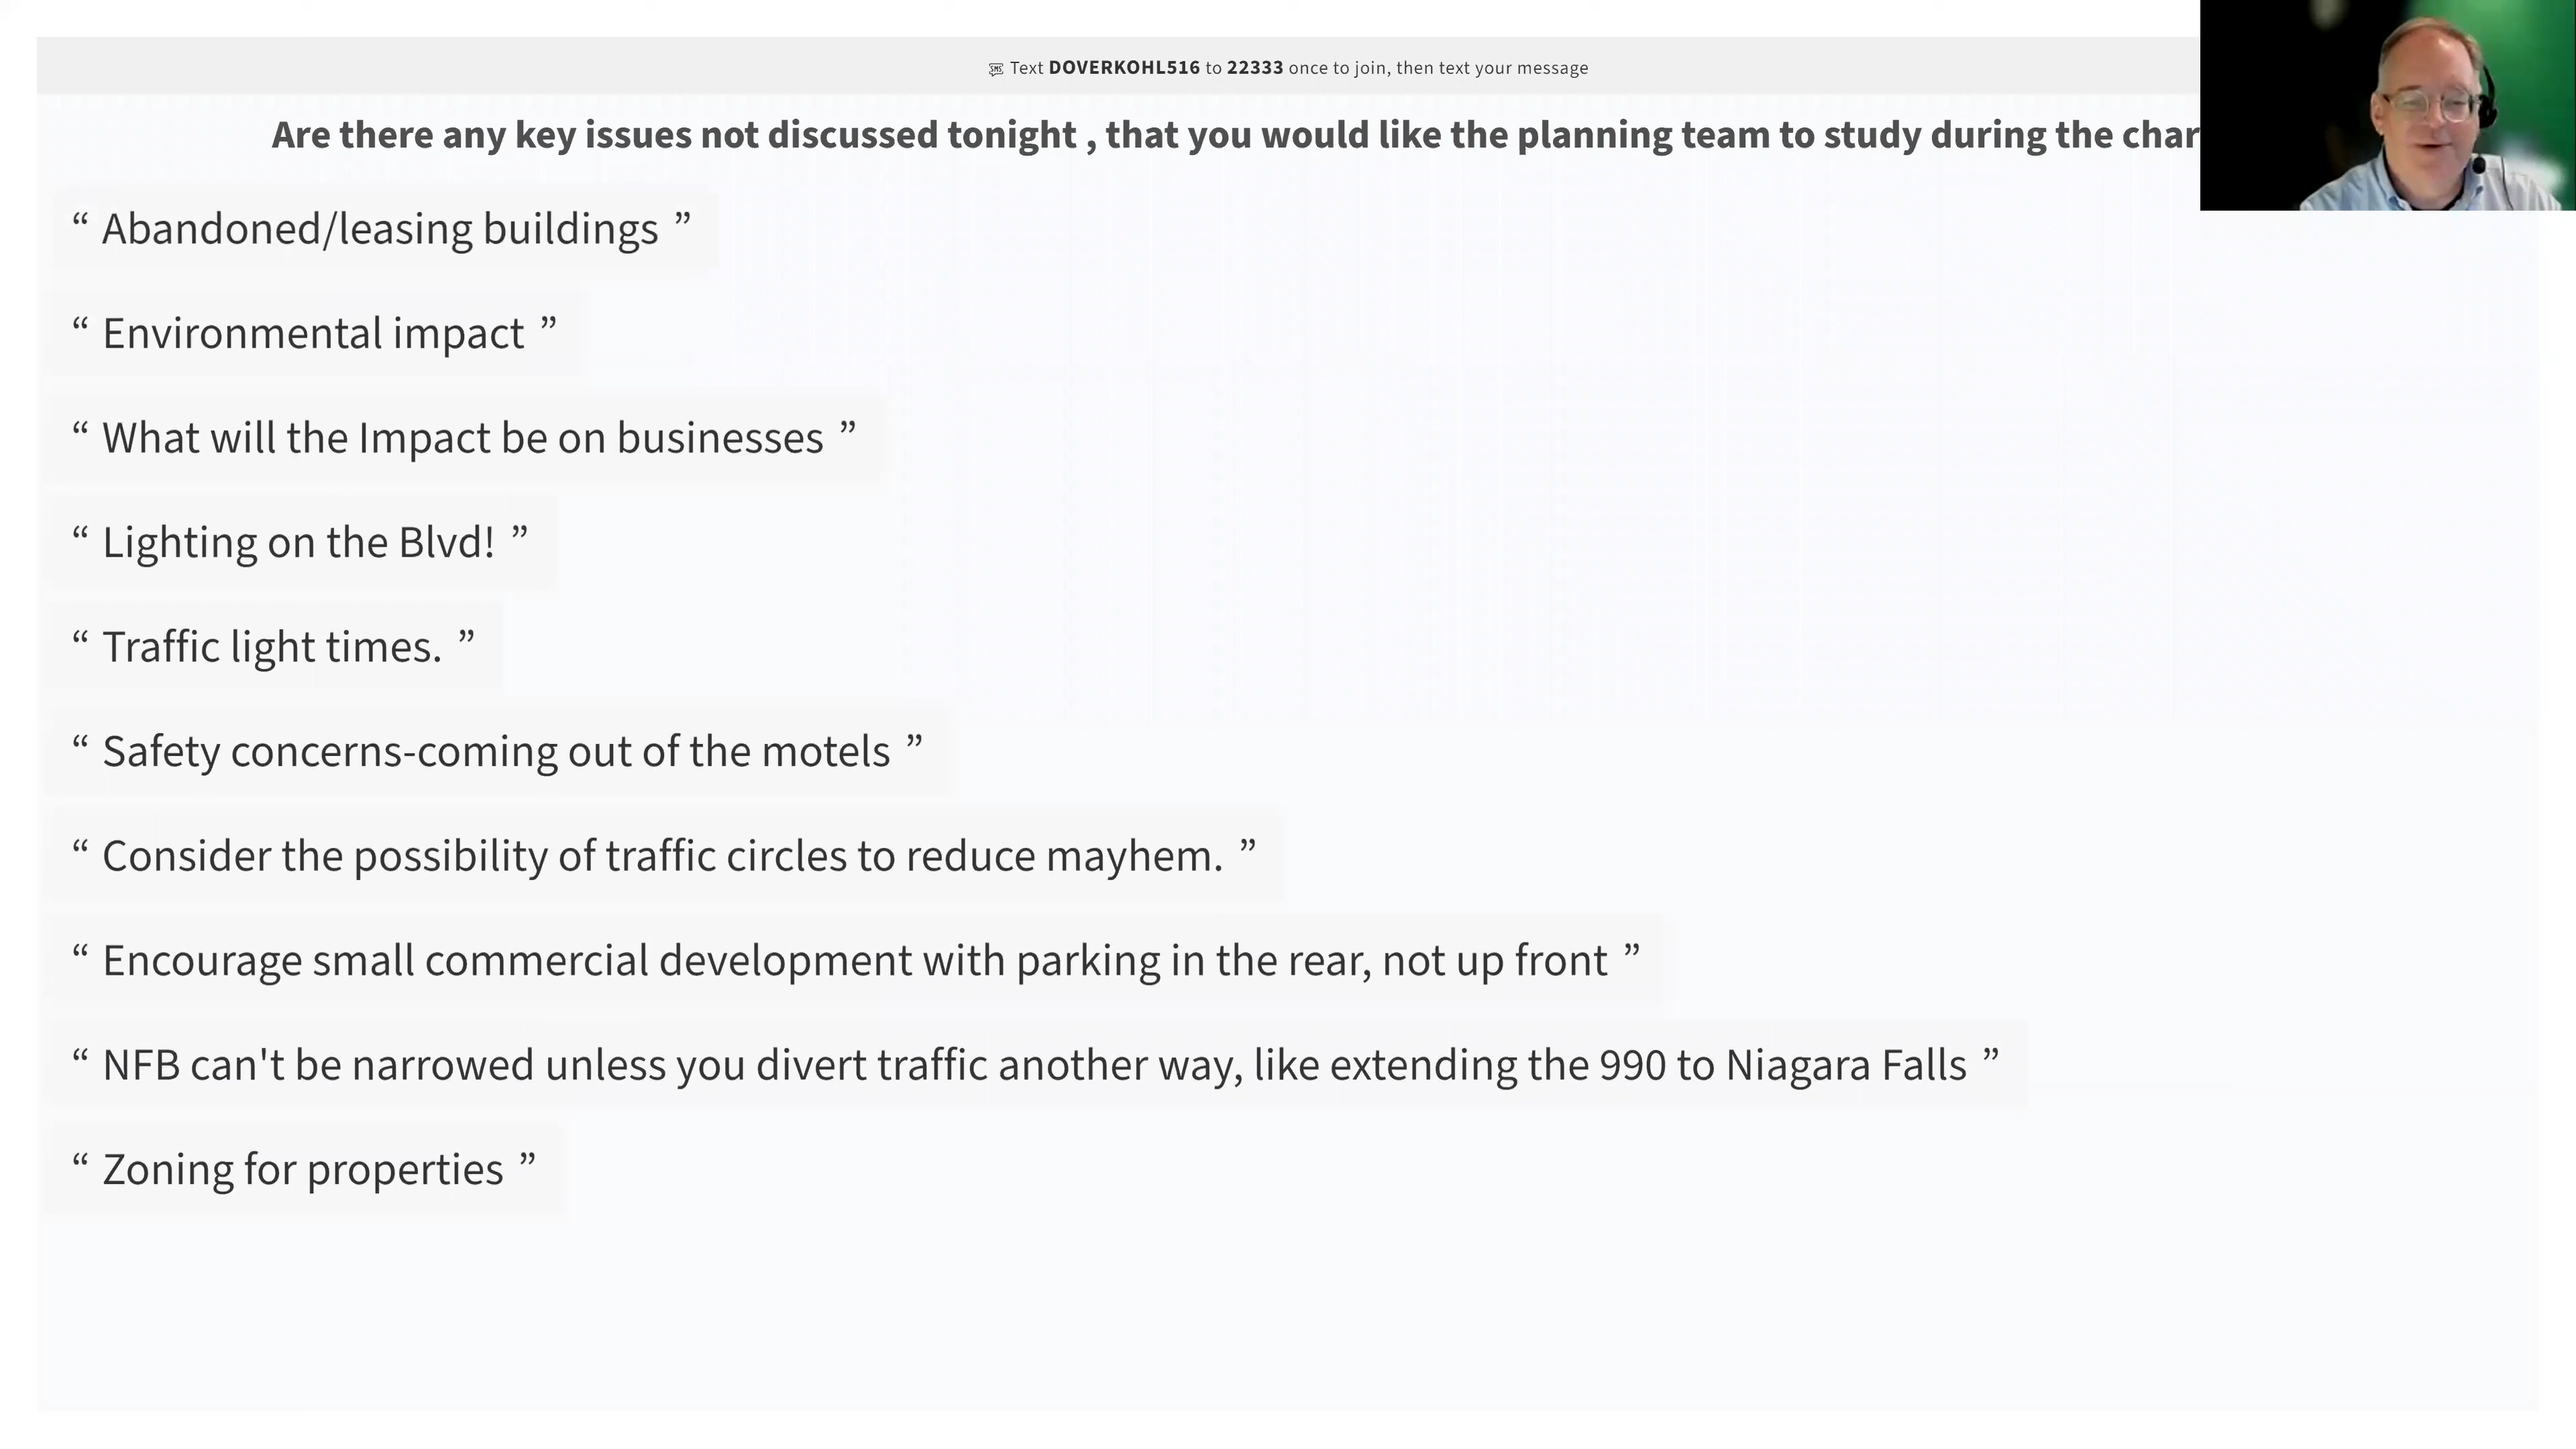 Text DOVERKOHL516 to 22333 once to join, then text your message
Are there any key issues not discussed tonight , that you would like the planning team to study during the char
“ Abandoned/leasing buildings ”
“ Environmental impact ”
“ What will the Impact be on businesses ”
“ Lighting on the Blvd! ”
“ Traffic light times. ”
“ Safety concerns-coming out of the motels ”
“ Consider the possibility of traffic circles to reduce mayhem. ”
“ Encourage small commercial development with parking in the rear, not up front ”
“ NFB can't be narrowed unless you divert traffic another way, like extending the 990 to Niagara Falls ”
“ Zoning for properties ”